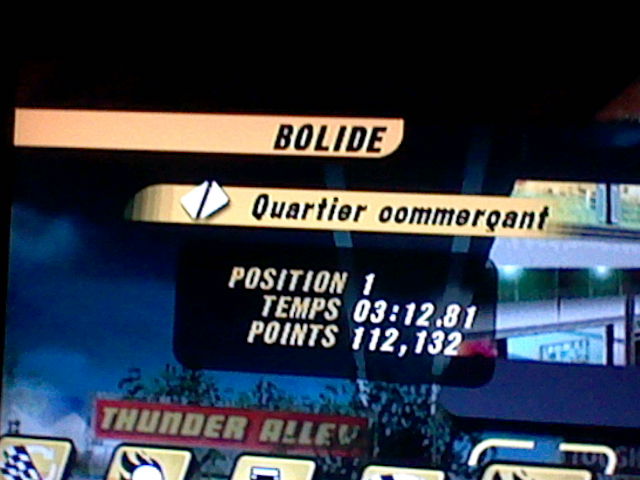 BOLIDE
Quartier commerçant
POSITION 1
TEMPS 03:12.81
POINTS 112,132
THUNDER ALLEY